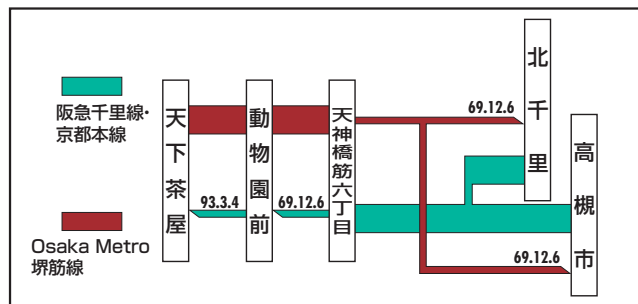 阪急千里線・
京都本線
Osaka Metro
堺筋線
天下茶屋
動物園前
天神橋筋六丁目
北千里
高槻市
69.12.6
93.3.4
69.12.6
69.12.6